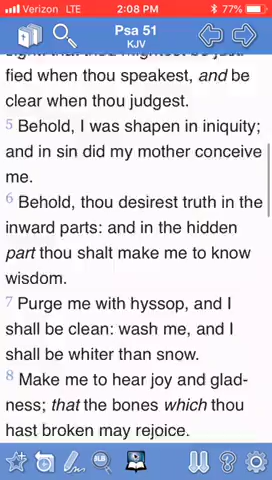 Verizon LTE 2:08 PM 77%
Psa 51
KJV
fied when thou speakest, and be
clear when thou judgest.
5 Behold, I was shapen in iniquity;
and in sin did my mother conceive
me.
6 Behold, thou desirest truth in the
inward parts: and in the hidden
part thou shalt make me to know
wisdom.
7 Purge me with hyssop, and I
shall be clean: wash me, and I
shall be whiter than snow.
8 Make me to hear joy and glad-
ness; that the bones which thou
hast broken may rejoice.
BLB